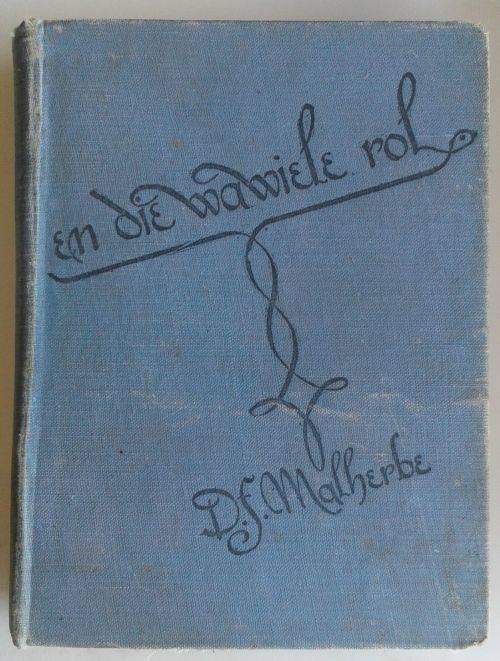 en die wawiele rol
D.f. Malherbe